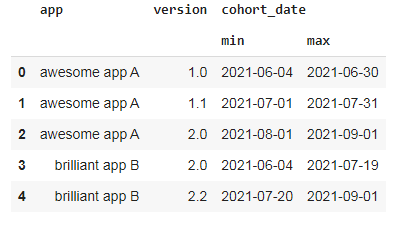 app version cohort_date
min max
0 awesome app A 1.0 2021-06-04 2021-06-30
1 awesome app A 1.1 2021-07-01 2021-07-31
2 awesome app A 2.0 2021-08-01 2021-09-01
3 brilliant app B 2.0 2021-06-04 2021-07-19
4 brilliant app B 2.2 2021-07-20 2021-09-01